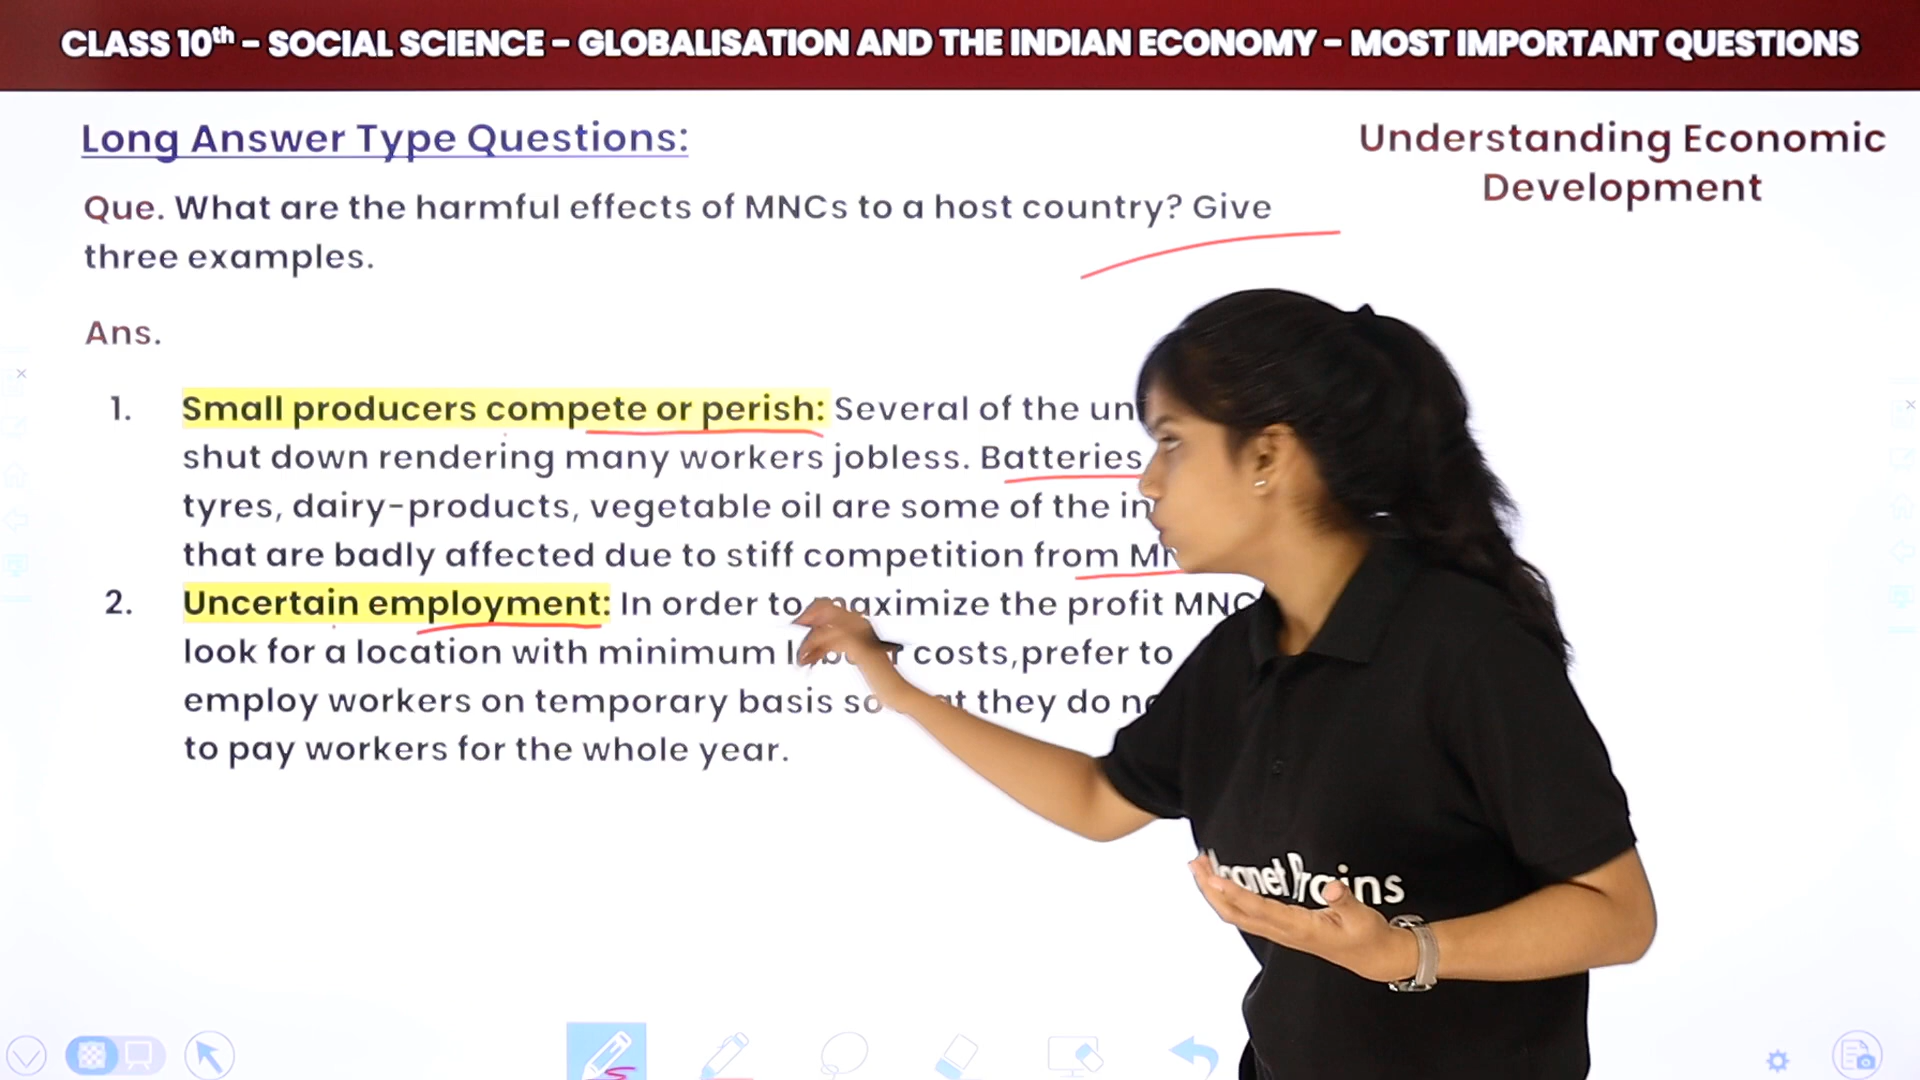 CLASS 10th – SOCIAL SCIENCE – GLOBALISATION AND THE INDIAN ECONOMY – MOST IMPORTANT QUESTIONS
Long Answer Type Questions:
Understanding Economic
Development
Que. What are the harmful effects of MNCs to a host country? Give
three examples.
Ans.
1. Small producers compete or perish: Several of the
shut down rendering many workers jobless. Batteries
tyres, dairy-products, vegetable oil are some of the
that are badly affected due to stiff competition from
2. Uncertain employment: In order to maximize the profit
look for a location with minimum costs,prefer to
employ workers on temporary basis they do
to pay workers for the whole year.
Brains